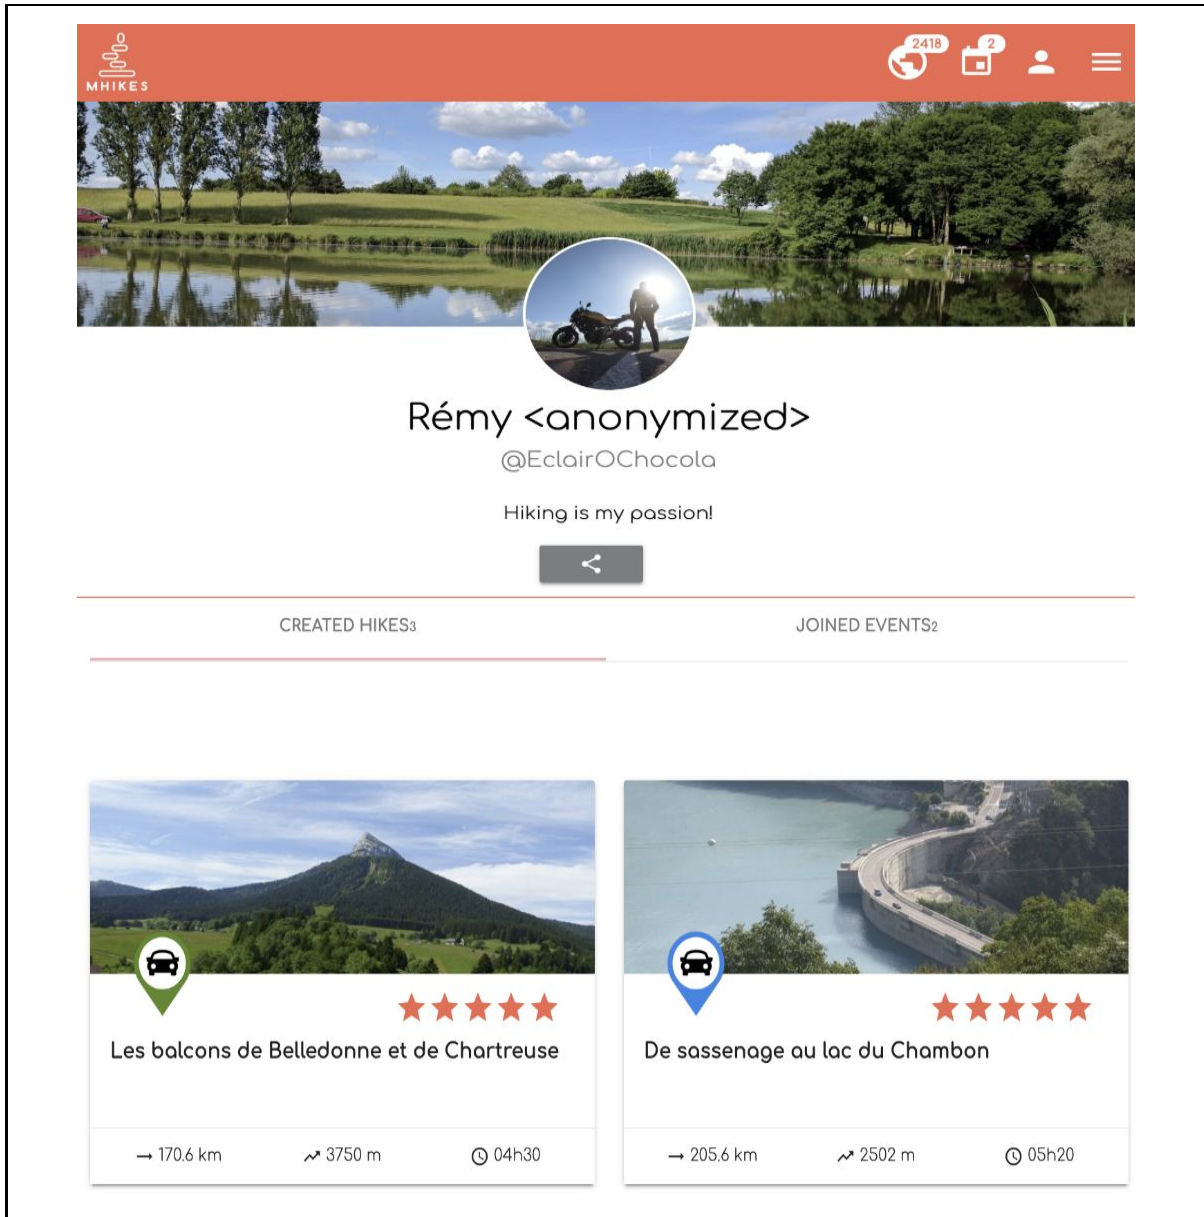 MHIKES
2418
2
Rémy <anonymized>
@EclairOChocola
Hiking is my passion!
CREATED HIKES3
JOINED EVENTS2
Les balcons de Belledonne et de Chartreuse
170.6 km
3750 m
04h30
De sassenage au lac du Chambon
205.6 km
2502 m
05h20